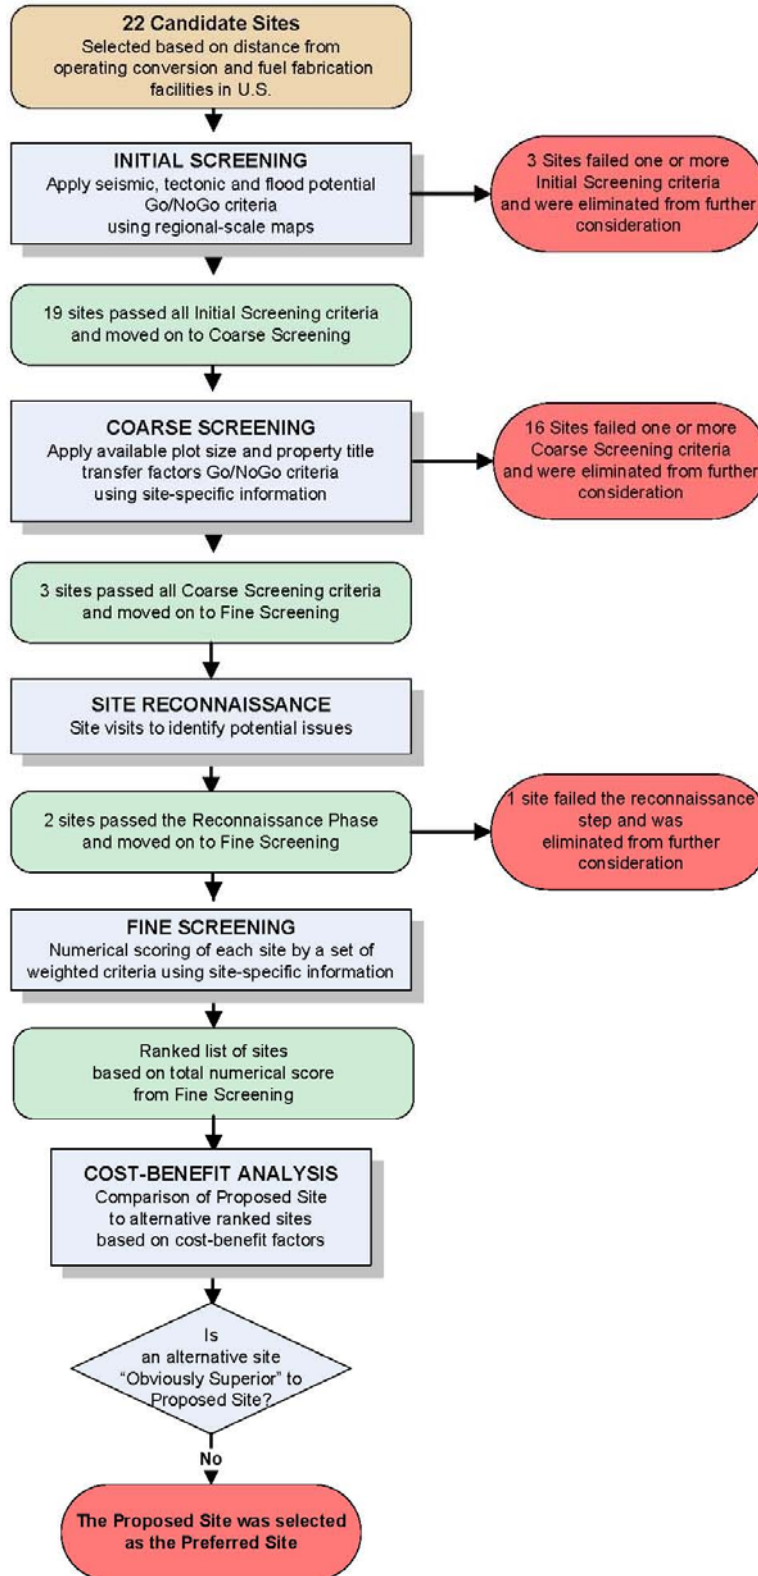 22 Candidate Sites
Selected based on distance from
operating conversion and fuel fabrication
facilities in U.S.
INITIAL SCREENING
Apply seismic, tectonic and flood potential
Go/NoGo criteria
using regional-scale maps
3 Sites failed one or more
Initial Screening criteria
and were eliminated from further
consideration
19 sites passed all Initial Screening criteria
and moved on to Coarse Screening
COARSE SCREENING
Apply available plot size and property title
transfer factors Go/NoGo criteria
using site-specific information
16 Sites failed one or more
Coarse Screening criteria
and were eliminated from further
consideration
3 sites passed all Coarse Screening criteria
and moved on to Fine Screening
SITE RECONNAISSANCE
Site visits to identify potential issues
2 sites passed the Reconnaissance Phase
and moved on to Fine Screening
1 site failed the reconnaissance
step and was
eliminated from further
consideration
FINE SCREENING
Numerical scoring of each site by a set of
weighted criteria using site-specific information
Ranked list of sites
based on total numerical score
from Fine Screening
COST-BENEFIT ANALYSIS
Comparison of Proposed Site
to alternative ranked sites
based on cost-benefit factors
Is
an alternative site
“Obviously Superior” to
Proposed Site?
No
The Proposed Site was selected
as the Preferred Site